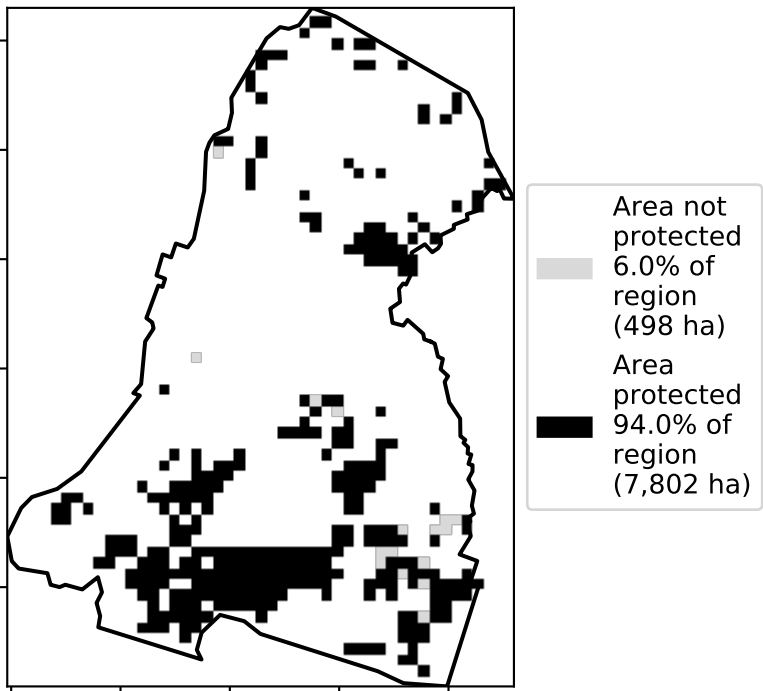 Area not
protected
6.0% of
region
(498 ha)
Area
protected
94.0% of
region
(7,802 ha)